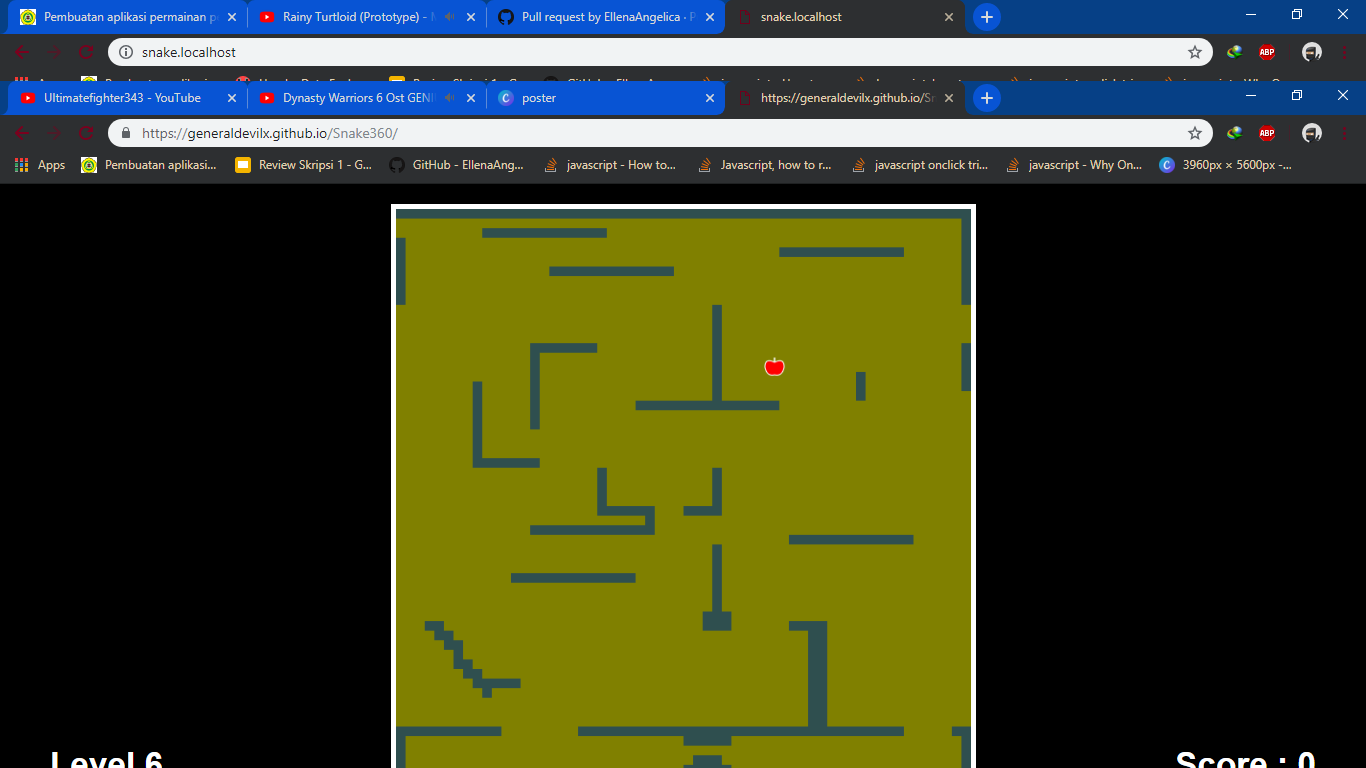 Pembuatan aplikasi permainan p
Rainy Turtloid (Prototype) -
Pull request by EllenaAngelica ·
snake.localhost
snake.localhost
Ultimatefighter343 - YouTube
Dynasty Warriors 6 Ost GEN
poster
https://generaldevilx.github.io/Sn
https://generaldevilx.github.io/Snake360/
ABP
ABP
Apps
Pembuatan aplikasi...
Review Skripsi 1 - G...
GitHub - EllenaAng...
javascript - How to...
Javascript, how to r...
javascript onclick tri...
javascript - Why On...
3960px × 5600px -...
Level 6
Score : 0